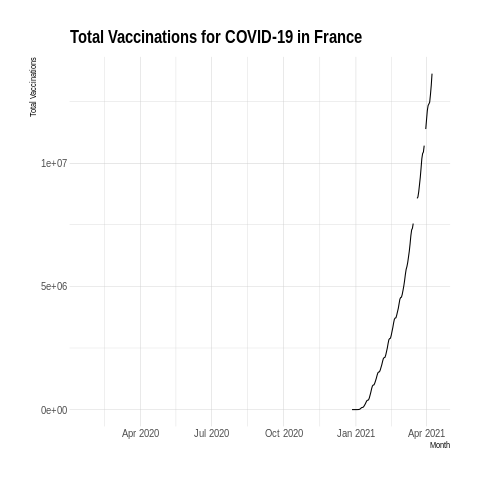 Total Vaccinations for COVID-19 in France
Total Vaccinations
1e+07
5e+06
0e+00
Apr 2020 Jul 2020 Oct 2020 Jan 2021 Apr 2021
Month